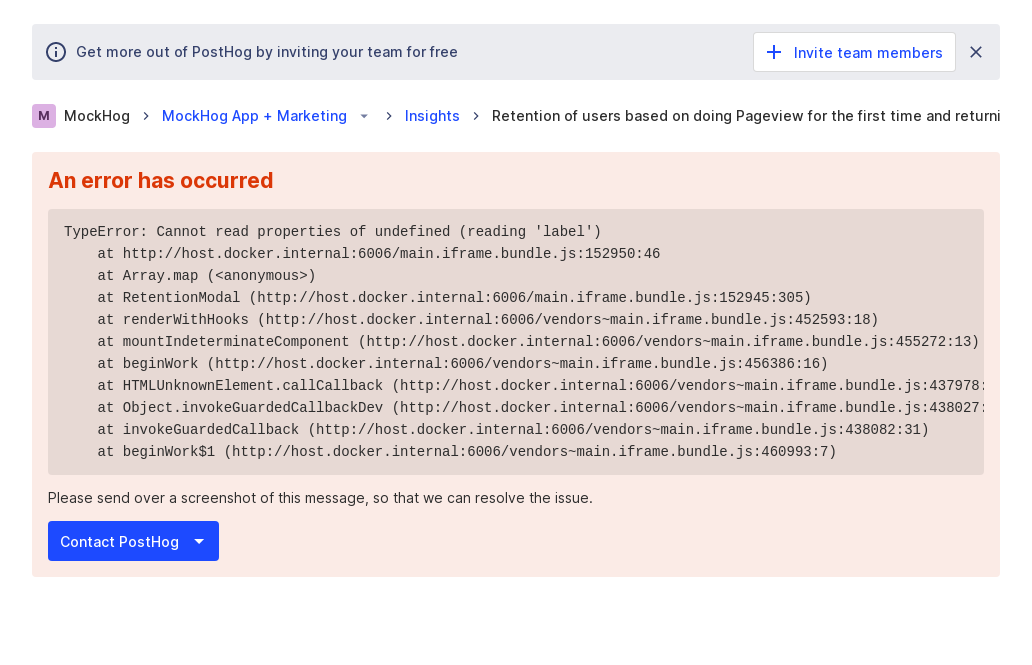 Get more out of PostHog by inviting your team for free
Invite team members
M MockHog MockHog App + Marketing Insights Retention of users based on doing Pageview for the first time and returni
An error has occurred
TypeError: Cannot read properties of undefined (reading 'label')
at http://host.docker.internal:6006/main.iframe.bundle.js:152950:46
at Array.map (<anonymous>)
at RetentionModal (http://host.docker.internal:6006/main.iframe.bundle.js:152945:305)
at renderWithHooks (http://host.docker.internal:6006/vendors~main.iframe.bundle.js:452593:18)
at mountIndeterminateComponent (http://host.docker.internal:6006/vendors~main.iframe.bundle.js:455272:13)
at beginWork (http://host.docker.internal:6006/vendors~main.iframe.bundle.js:456386:16)
at HTMLUnknownElement.callCallback (http://host.docker.internal:6006/vendors~main.iframe.bundle.js:437978:
at Object.invokeGuardedCallbackDev (http://host.docker.internal:6006/vendors~main.iframe.bundle.js:438027:
at invokeGuardedCallback (http://host.docker.internal:6006/vendors~main.iframe.bundle.js:438082:31)
at beginWork$1 (http://host.docker.internal:6006/vendors~main.iframe.bundle.js:460993:7)
Please send over a screenshot of this message, so that we can resolve the issue.
Contact PostHog